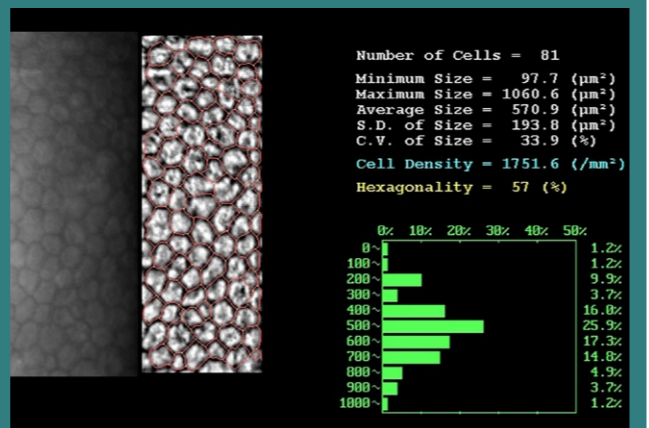 Number of Cells = 81
Minimum Size = 97.7 (µm²)
Maximum Size = 1060.6 (µm²)
Average Size = 570.9 (µm²)
S.D. of Size = 193.8 (µm²)
C.V. of Size = 33.9 (%)
Cell Density = 1751.6 (/mm²)
Hexagonality = 57 (%)
0% 10% 20% 30% 40% 50%
0~ 1.2%
100~ 1.2%
200~ 9.9%
300~ 3.7%
400~ 16.0%
500~ 25.9%
600~ 17.3%
700~ 14.8%
800~ 4.9%
900~ 3.7%
1000~ 1.2%